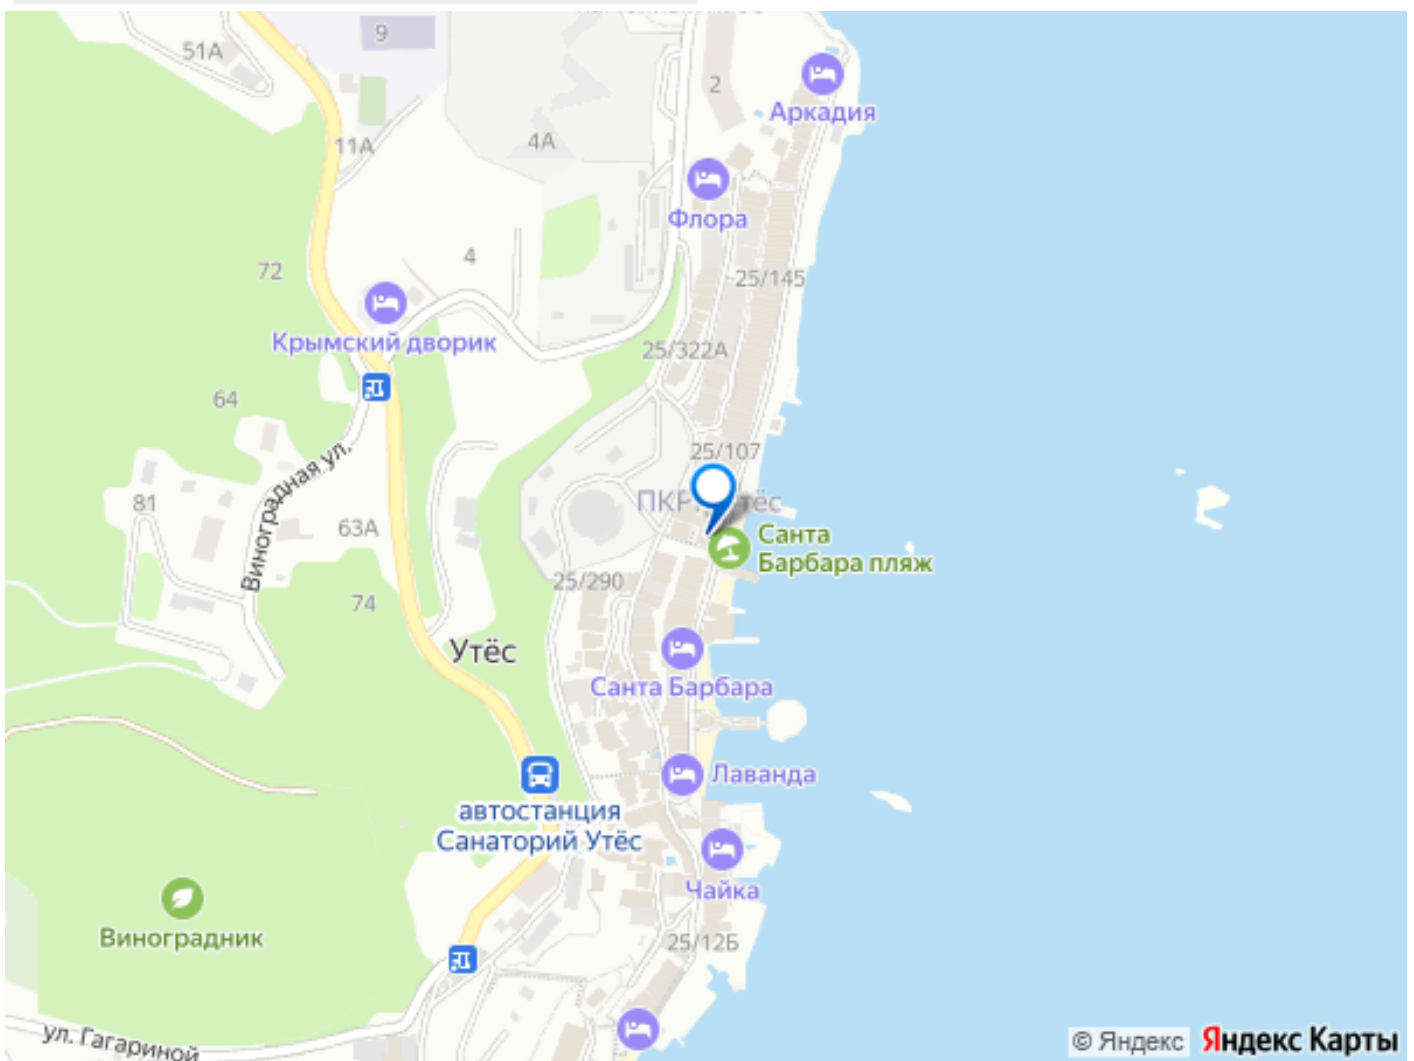 9
51А
2
Аркадия
11А
4А
Флора
4
72
25/145
Крымский дворик
25/322А
64
25/107
Виноградная ул.
81
63А
Санта
Барбара пляж
25/290
74
Утёс
Санта Барбара
Лаванда
автостанция
Санаторий Утёс
Чайка
Виноградник
25/12Б
ул. Гагариной
© Яндекс Яндекс Карты